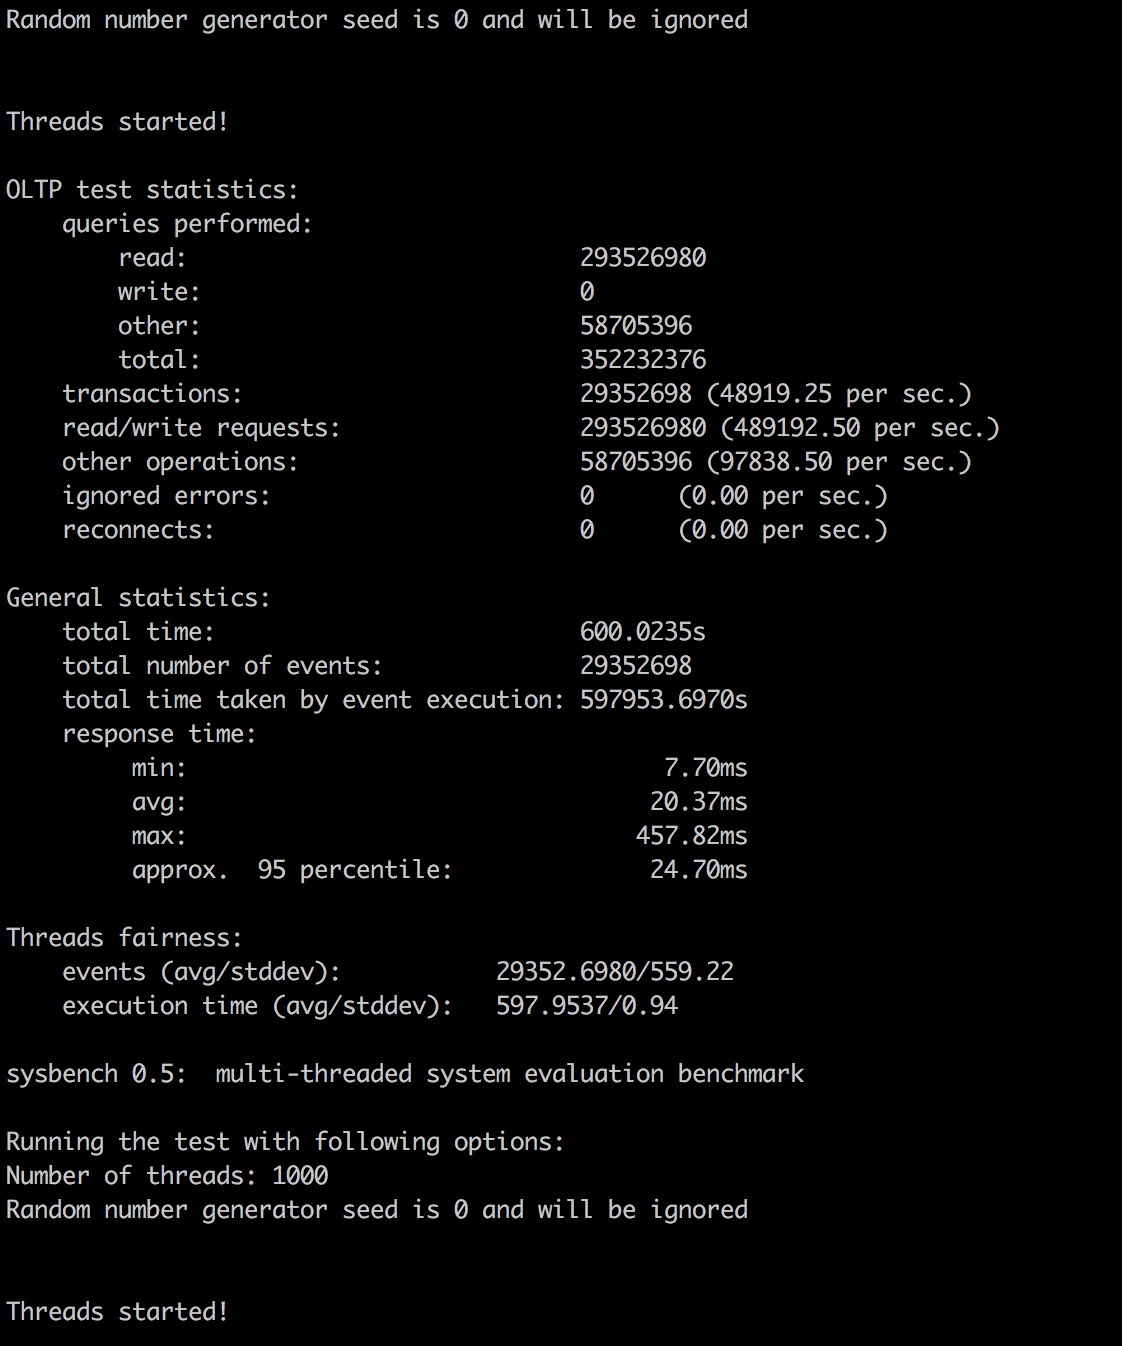 Random number generator seed is 0 and will be ignored
Threads started!
OLTP test statistics:
queries performed:
read: 293526980
write: 0
other: 58705396
total: 352232376
transactions: 29352698 (48919.25 per sec.)
read/write requests: 293526980 (489192.50 per sec.)
other operations: 58705396 (97838.50 per sec.)
ignored errors: 0 (0.00 per sec.)
reconnects: 0 (0.00 per sec.)
General statistics:
total time: 600.0235s
total number of events: 29352698
total time taken by event execution: 597953.6970s
response time:
min: 7.70ms
avg: 20.37ms
max: 457.82ms
approx.  95 percentile: 24.70ms
Threads fairness:
events (avg/stddev): 29352.6980/559.22
execution time (avg/stddev): 597.9537/0.94
sysbench 0.5:  multi-threaded system evaluation benchmark
Running the test with following options:
Number of threads: 1000
Random number generator seed is 0 and will be ignored
Threads started!